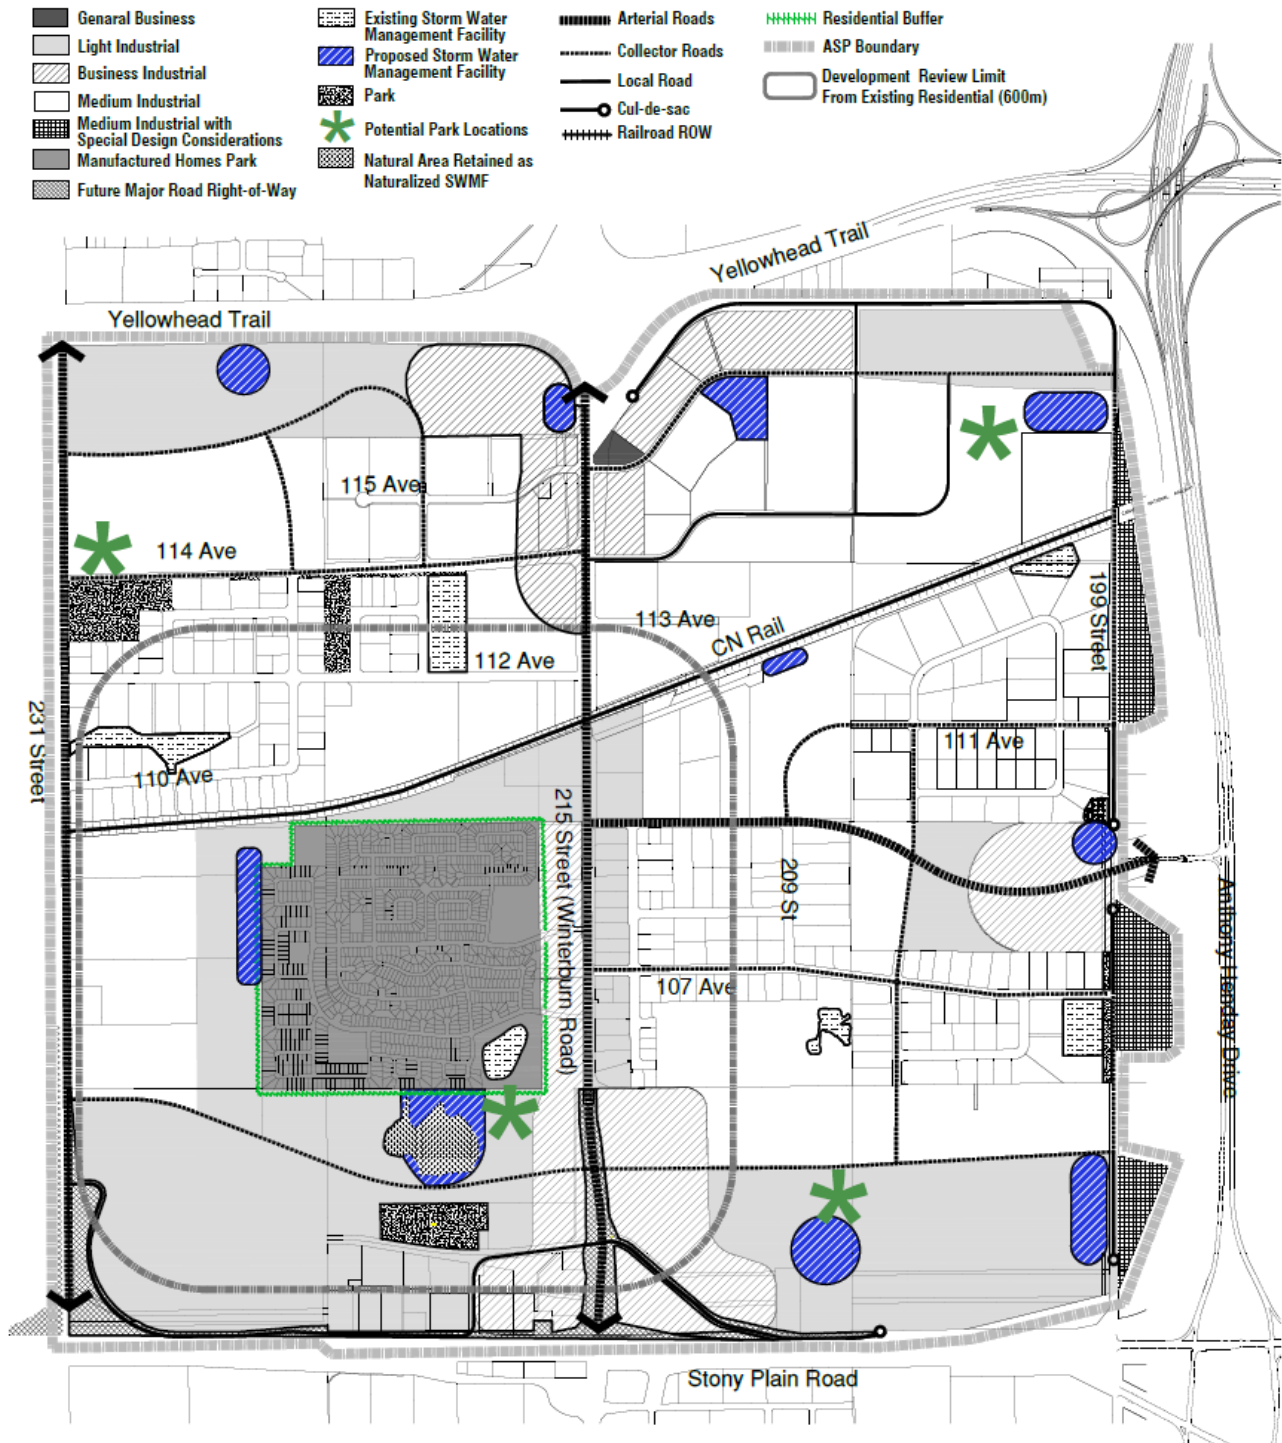 Genaral Business
Light Industrial
Business Industrial
Medium Industrial
Medium Industrial with
Special Design Considerations
Manufactured Homes Park
Future Major Road Right-of-Way
Existing Storm Water
Management Facility
Proposed Storm Water
Management Facility
Park
Potential Park Locations
Natural Area Retained as
Naturalized SWMF
Arterial Roads
Collector Roads
Local Road
Cul-de-sac
Railroad ROW
Residential Buffer
ASP Boundary
Development Review Limit
From Existing Residential (600m)
Yellowhead Trail
Yellowhead Trail
115 Ave
114 Ave
113 Ave
CN Rail
199 Street
112 Ave
231 Street
110 Ave
111 Ave
215 Street (Winterburn Road)
209 St
107 Ave
Anthony Henday Drive
Stony Plain Road